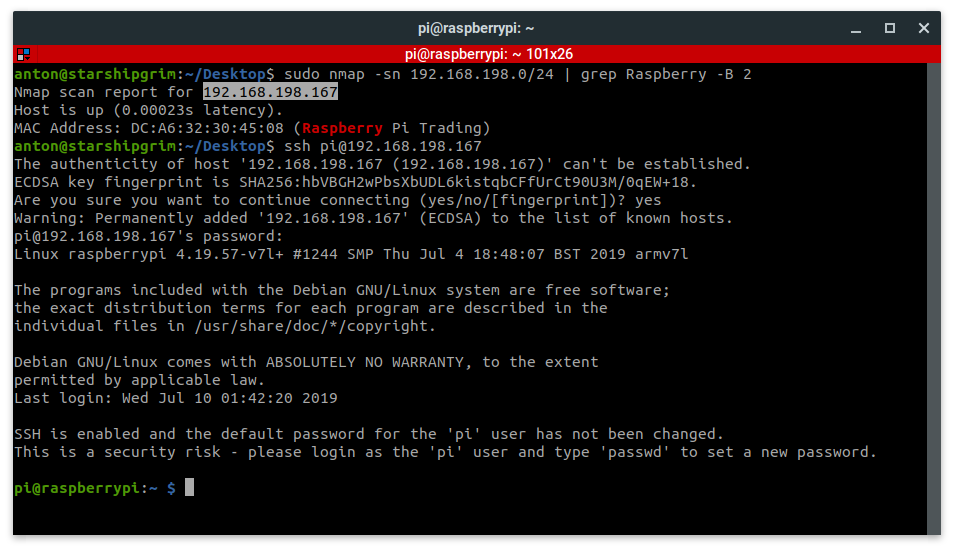 pi@raspberrypi: ~
pi@raspberrypi: ~ 101x26
anton@starshipgrim:~/Desktop$ sudo nmap -sn 192.168.198.0/24 | grep Raspberry -B 2
Nmap scan report for 192.168.198.167
Host is up (0.00023s latency).
MAC Address: DC:A6:32:30:45:08 (Raspberry Pi Trading)
anton@starshipgrim:~/Desktop$ ssh pi@192.168.198.167
The authenticity of host '192.168.198.167 (192.168.198.167)' can't be established.
ECDSA key fingerprint is SHA256:hbVBGH2wPbsXbUDL6kistqbCFfUrCt90U3M/0qEW+18.
Are you sure you want to continue connecting (yes/no/[fingerprint])? yes
Warning: Permanently added '192.168.198.167' (ECDSA) to the list of known hosts.
pi@192.168.198.167's password:
Linux raspberrypi 4.19.57-v7l+ #1244 SMP Thu Jul 4 18:48:07 BST 2019 armv7l
The programs included with the Debian GNU/Linux system are free software;
the exact distribution terms for each program are described in the
individual files in /usr/share/doc/*/copyright.
Debian GNU/Linux comes with ABSOLUTELY NO WARRANTY, to the extent
permitted by applicable law.
Last login: Wed Jul 10 01:42:20 2019
SSH is enabled and the default password for the 'pi' user has not been changed.
This is a security risk - please login as the 'pi' user and type 'passwd' to set a new password.
pi@raspberrypi:~ $